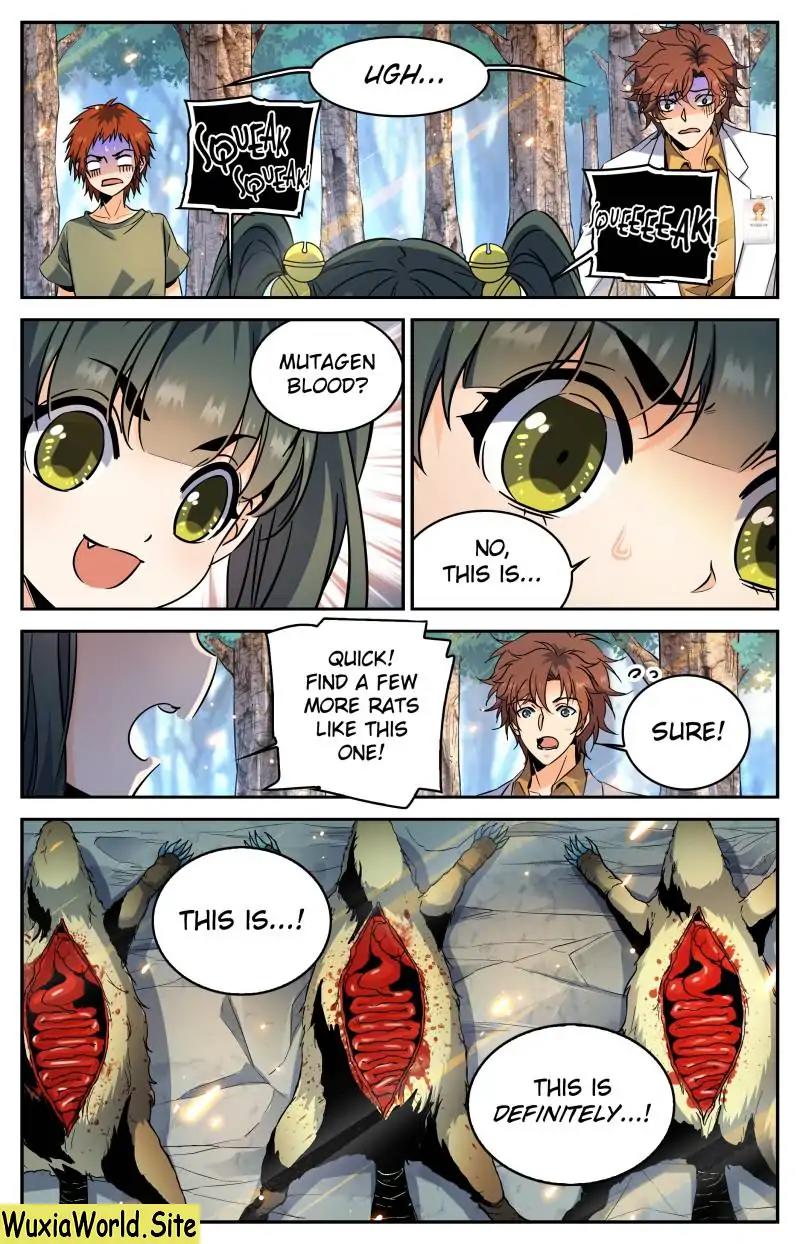 UGH...
SQUEAK
SQUEAK!
SQUEEEEAK!
MUTAGEN
BLOOD?
NO,
THIS IS...
QUICK!
FIND A FEW
MORE RATS
LIKE THIS
ONE!
SURE!
THIS IS...!
THIS IS
DEFINITELY...!
WuxiaWorld.Site